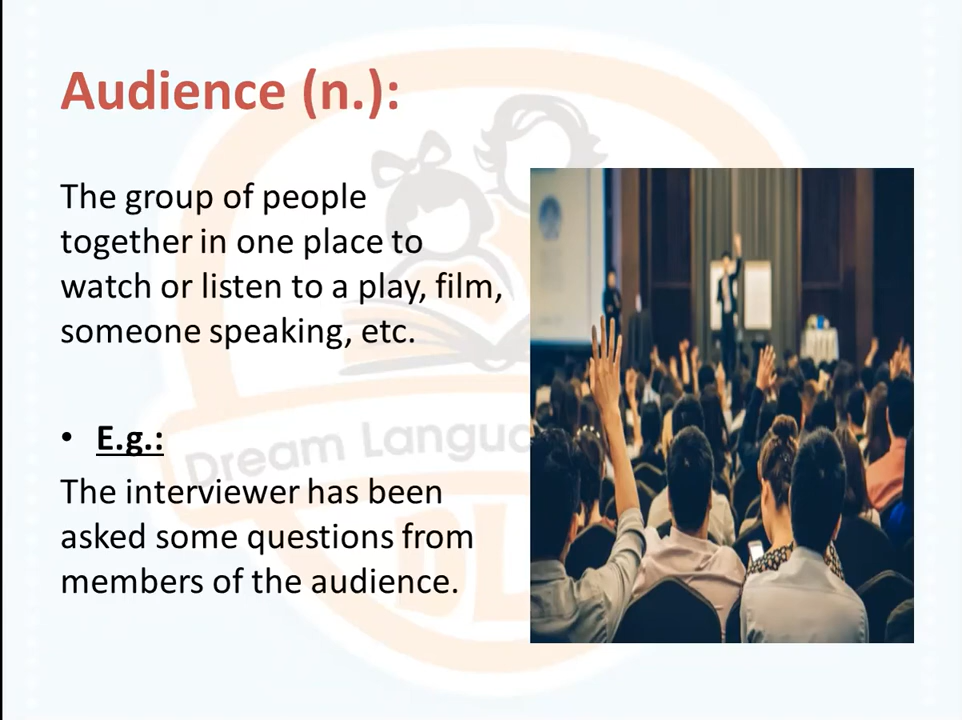 Audience (n.):
The group of people
together in one place to
watch or listen to a play, film,
someone speaking, etc.
• E.g.:
The interviewer has been
asked some questions from
members of the audience.
Dream